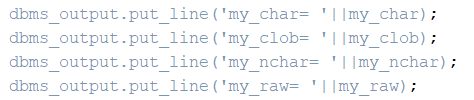 dbms_output.put_line('my_char= '||my_char);
dbms_output.put_line('my_clob= '||my_clob);
dbms_output.put_line('my_nchar= '||my_nchar);
dbms_output.put_line('my_raw= '||my_raw);